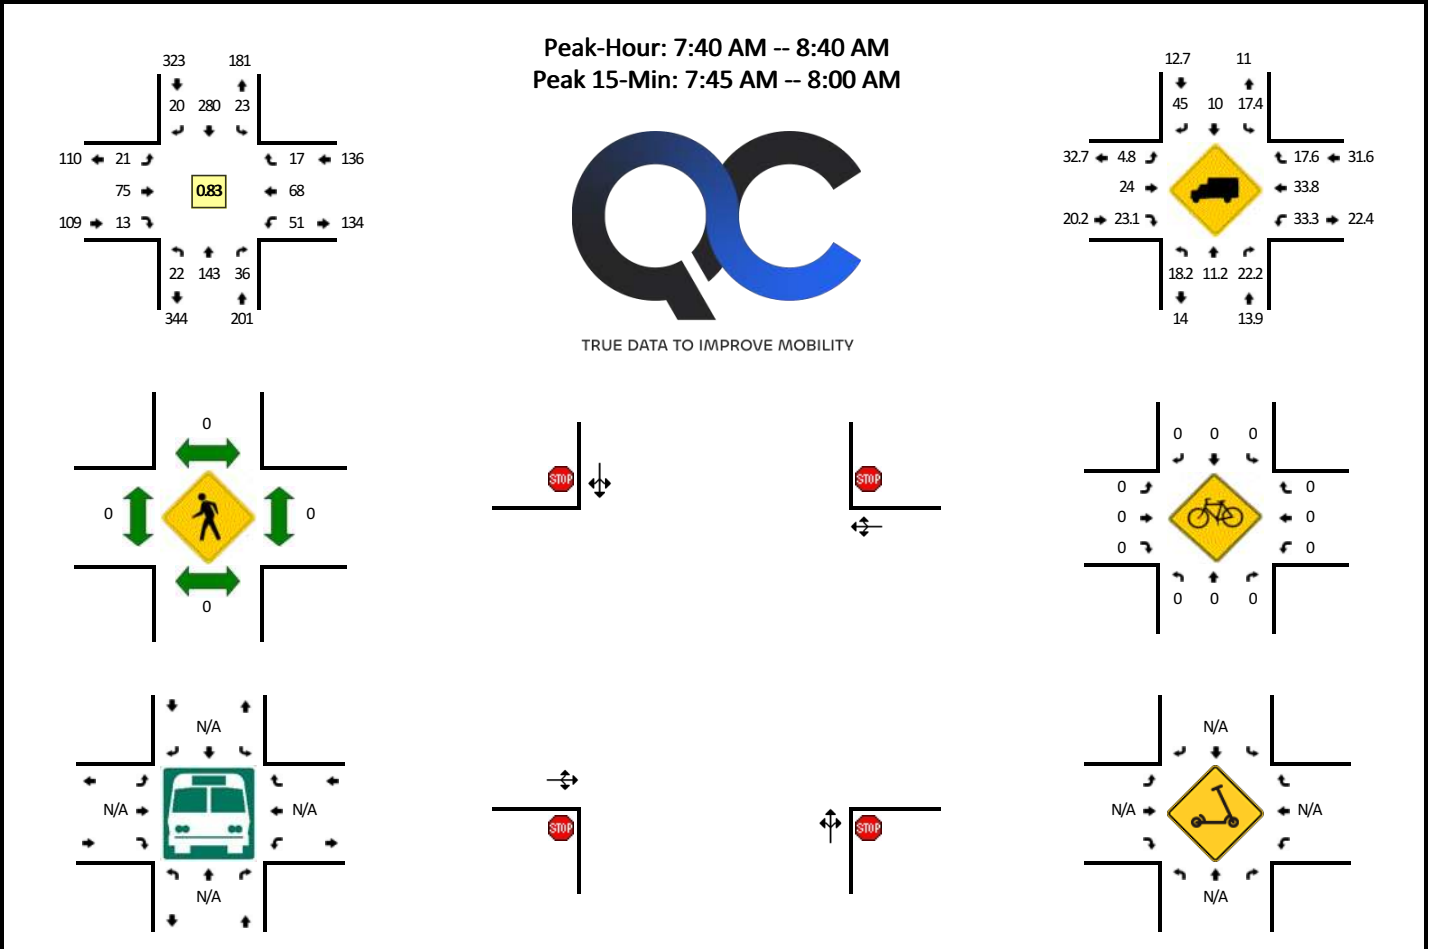 Peak-Hour: 7:40 AM -- 8:40 AM
Peak 15-Min: 7:45 AM -- 8:00 AM
323 181
20 280 23
110 21 17 136
75 0.83 68
109 13 51 134
22 143 36
344 201
TRUE DATA TO IMPROVE MOBILITY
12.7 11
45 10 17.4
32.7 4.8 17.6 31.6
24 33.8
20.2 23.1 33.3 22.4
18.2 11.2 22.2
14 13.9
0
0 0
0
STOP STOP
STOP STOP
0 0 0
0 0
0 0
0 0
0 0 0
N/A
N/A N/A
N/A
N/A
N/A N/A
N/A